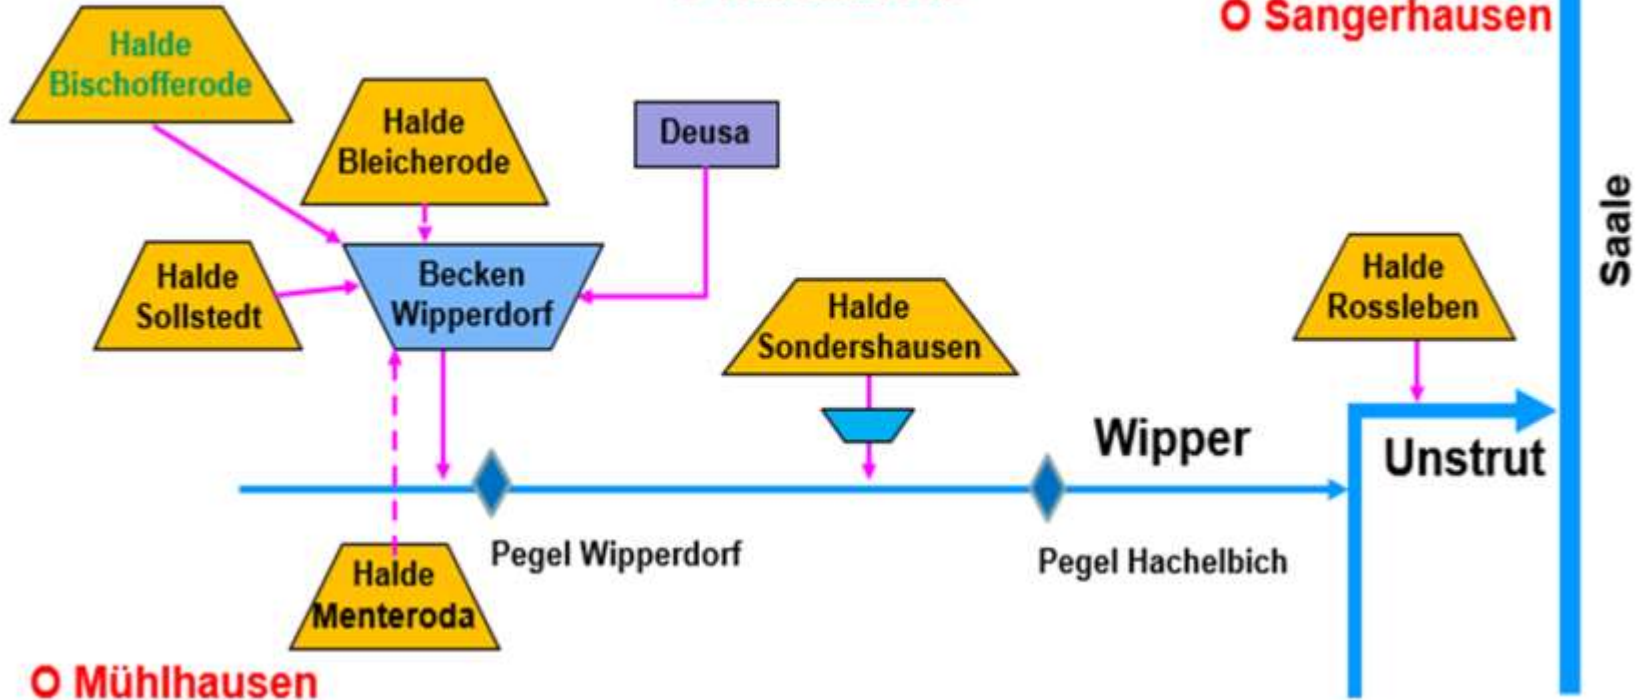 O Sangerhausen
Halde
Bischofferode
Halde
Bleicherode
Deusa
Saale
Halde
Sollstedt
Becken
Wipperdorf
Halde
Sondershausen
Halde
Rossleben
Wipper
Unstrut
Pegel Wipperdorf
Pegel Hachelbich
Halde
Menteroda
O Mühlhausen